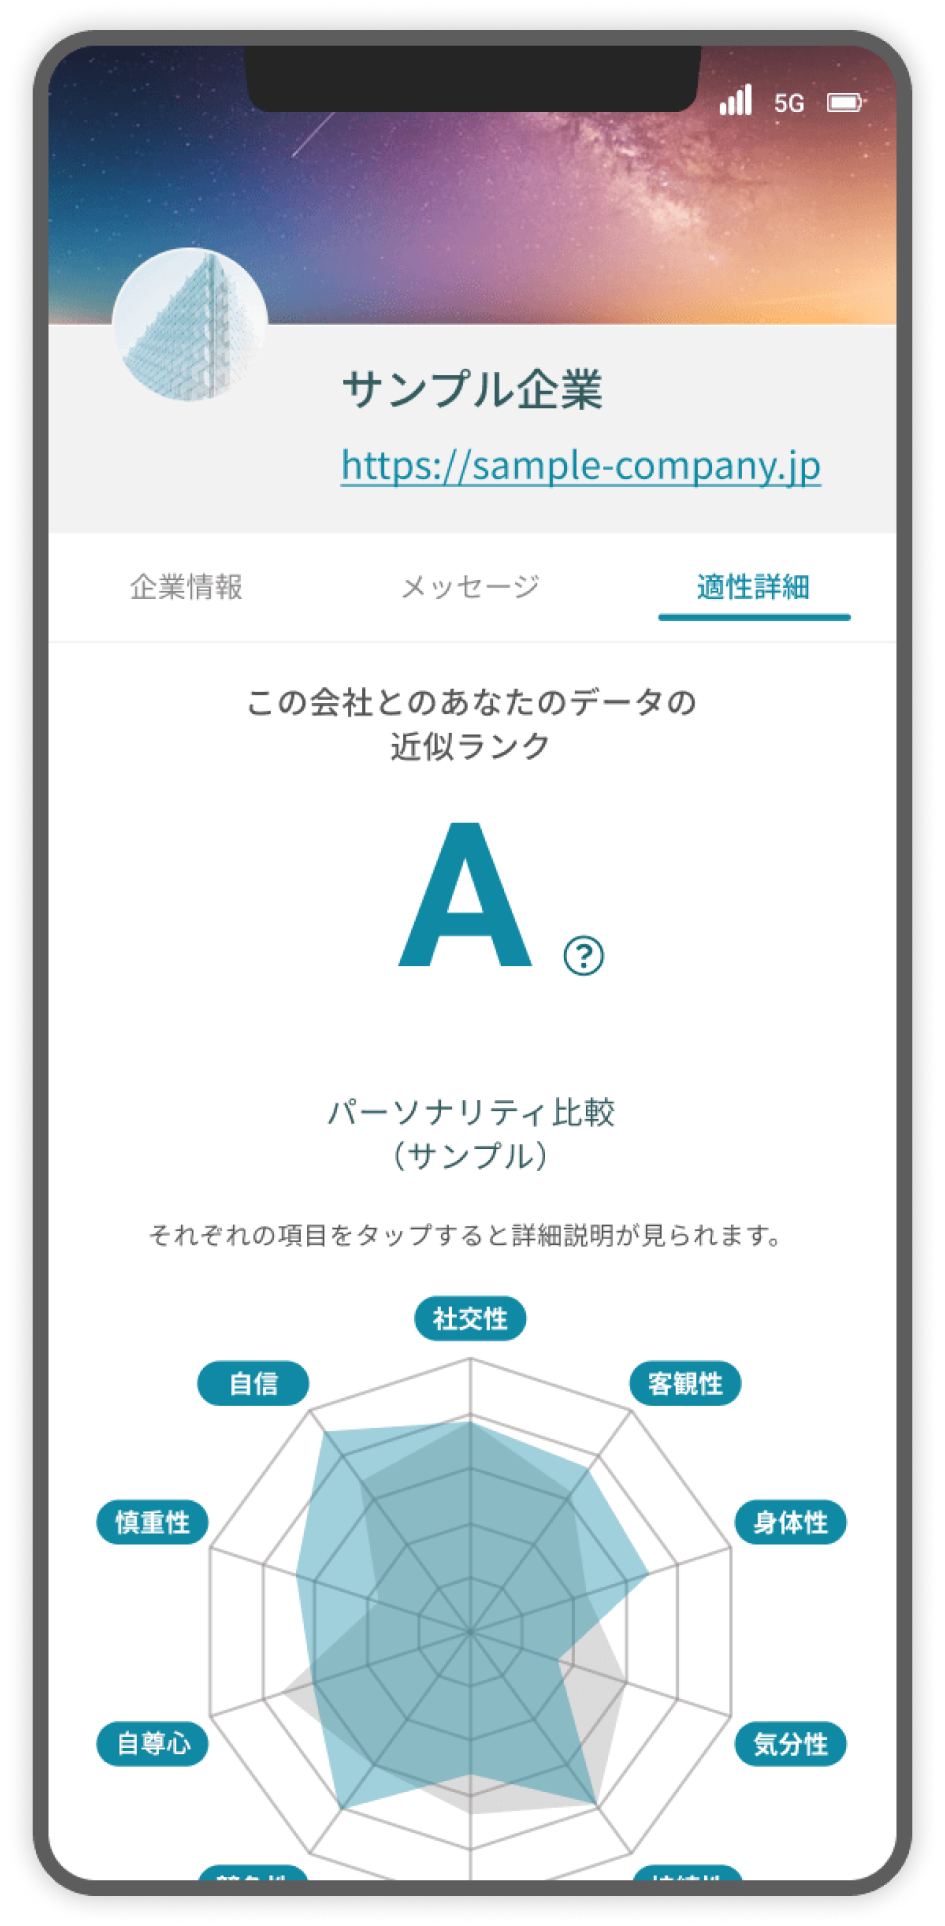 5G
サンプル企業
https://sample-company.jp
企業情報 メッセージ 適性詳細
この会社とのあなたのデータの
近似ランク
A ?
パーソナリティ比較
（サンプル）
それぞれの項目をタップすると詳細説明が見られます。
社交性
自信 客観性
慎重性 身体性
自尊心 気分性